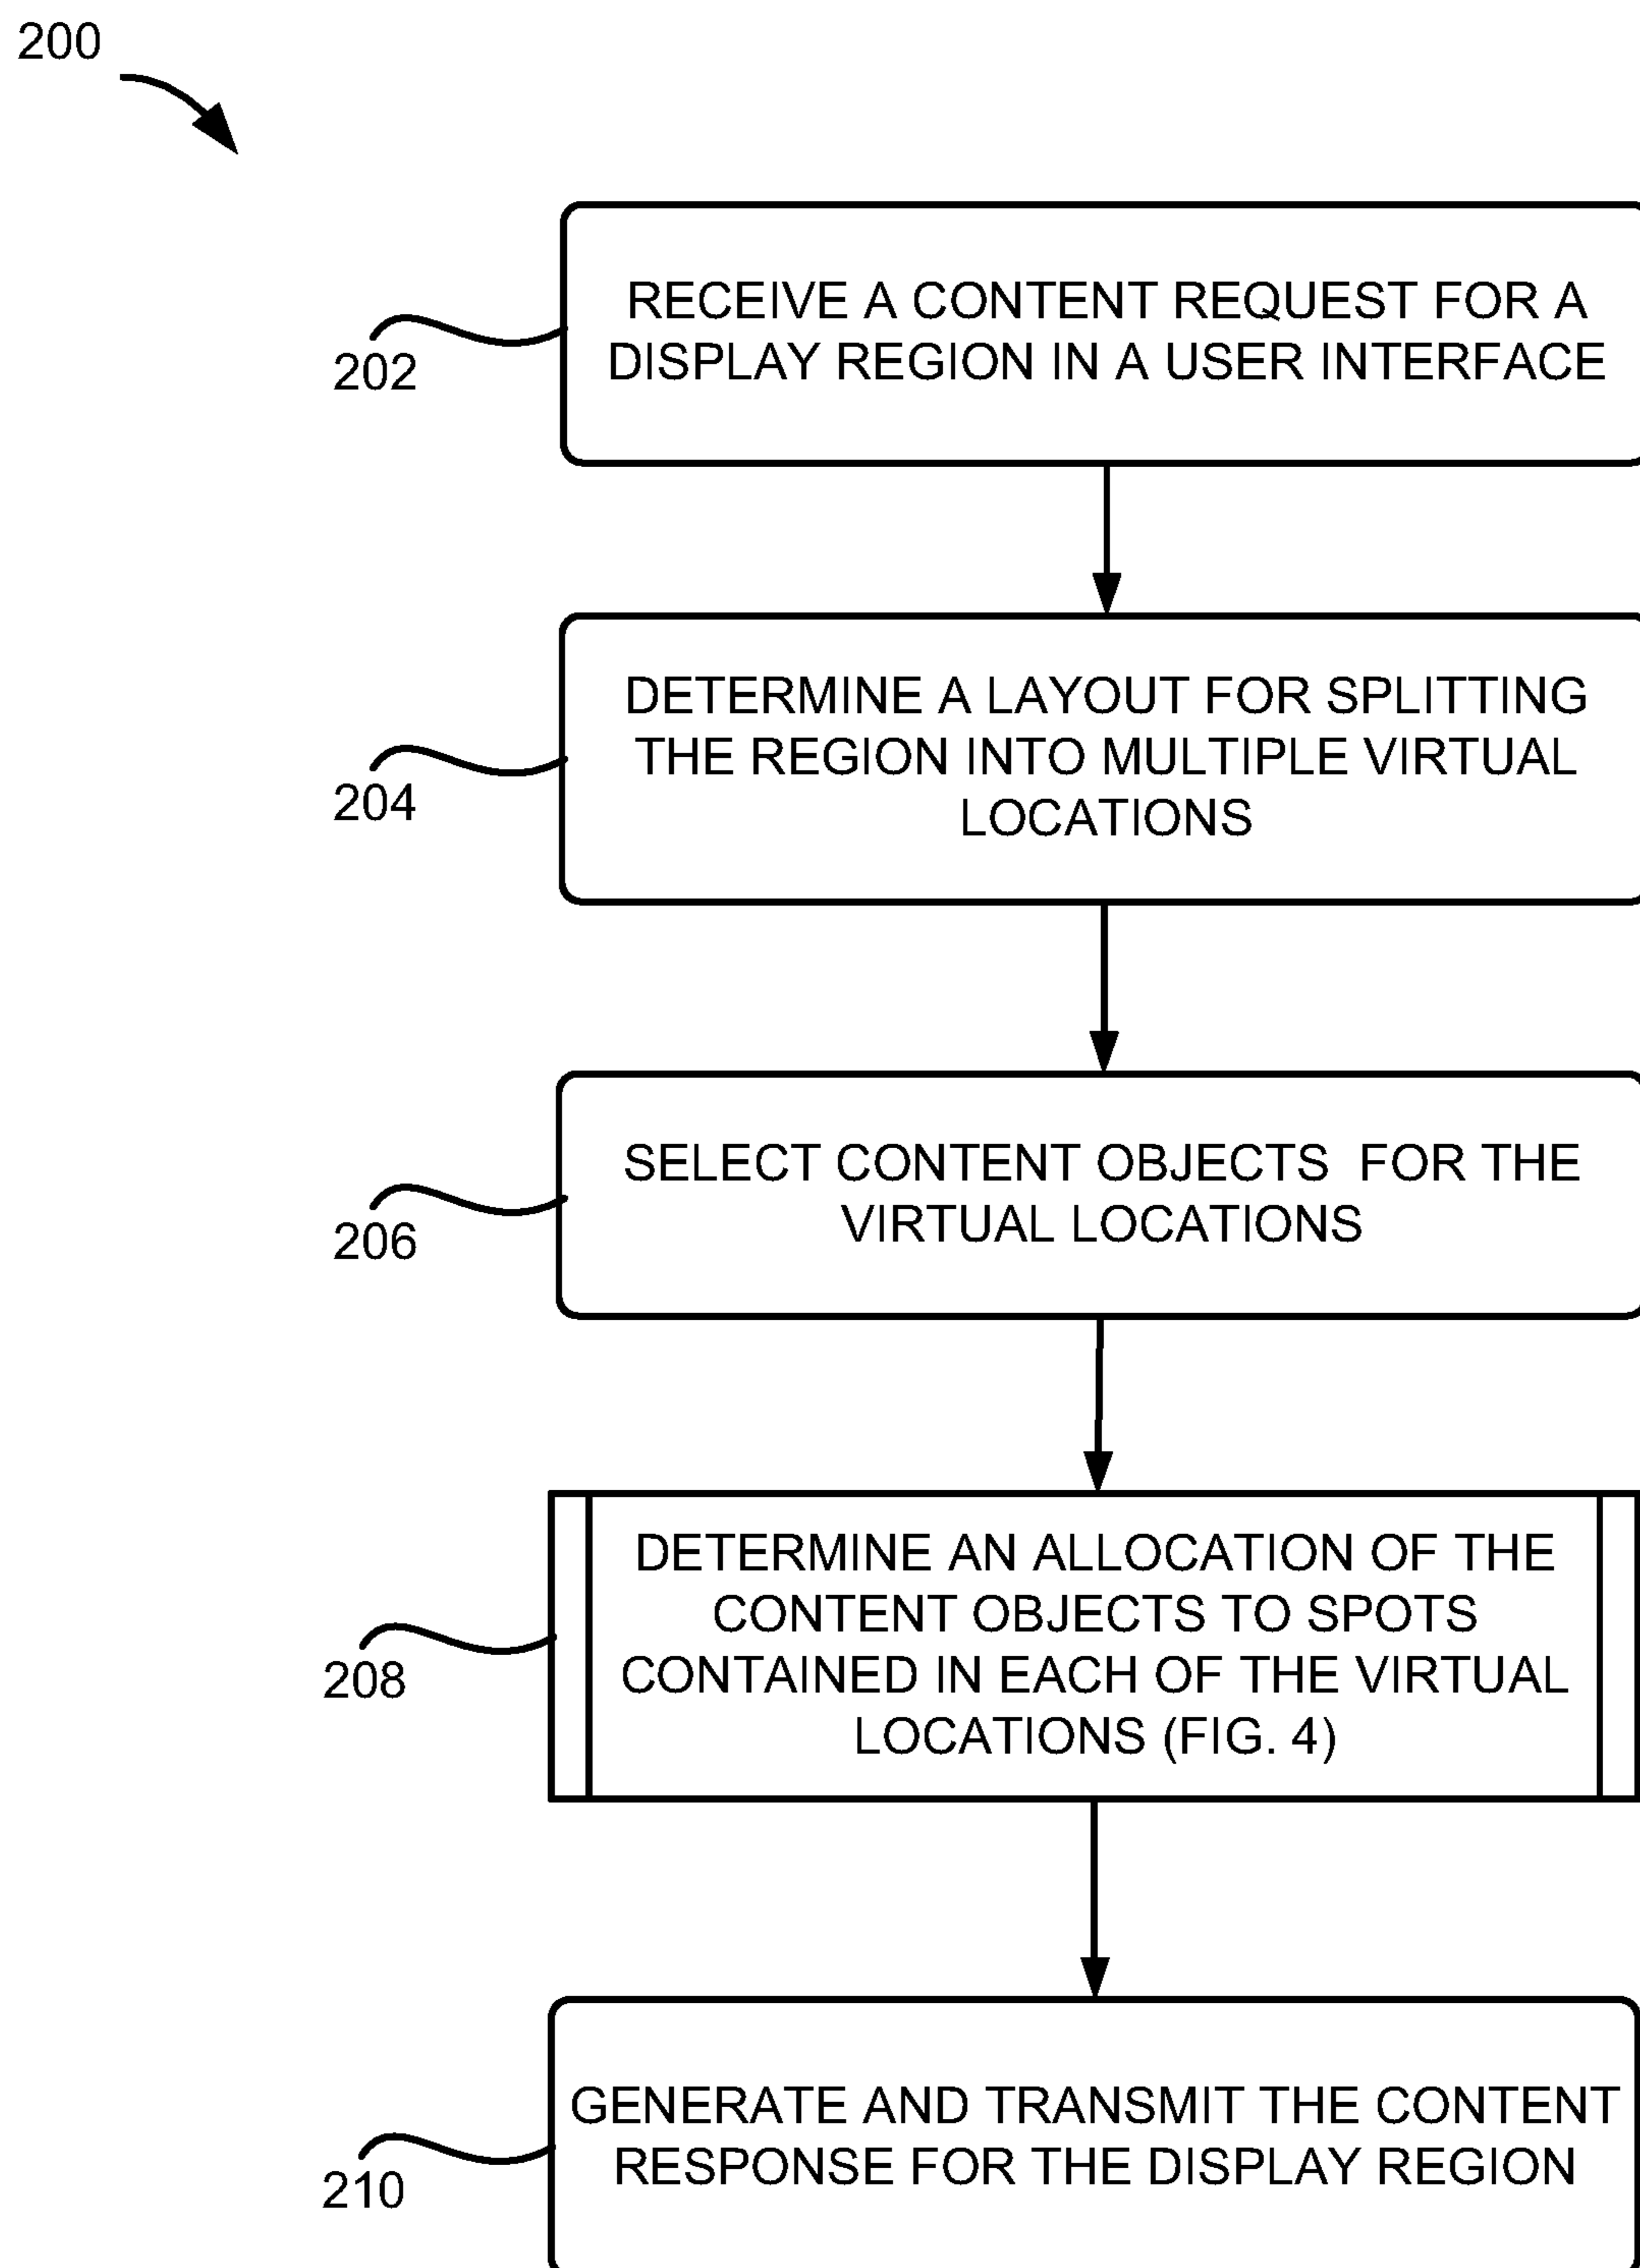 200
RECEIVE A CONTENT REQUEST FOR A
DISPLAY REGION IN A USER INTERFACE
202
DETERMINE A LAYOUT FOR SPLITTING
THE REGION INTO MULTIPLE VIRTUAL
LOCATIONS
204
SELECT CONTENT OBJECTS FOR THE
VIRTUAL LOCATIONS
206
DETERMINE AN ALLOCATION OF THE
CONTENT OBJECTS TO SPOTS
CONTAINED IN EACH OF THE VIRTUAL
LOCATIONS (FIG. 4)
208
GENERATE AND TRANSMIT THE CONTENT
RESPONSE FOR THE DISPLAY REGION
210